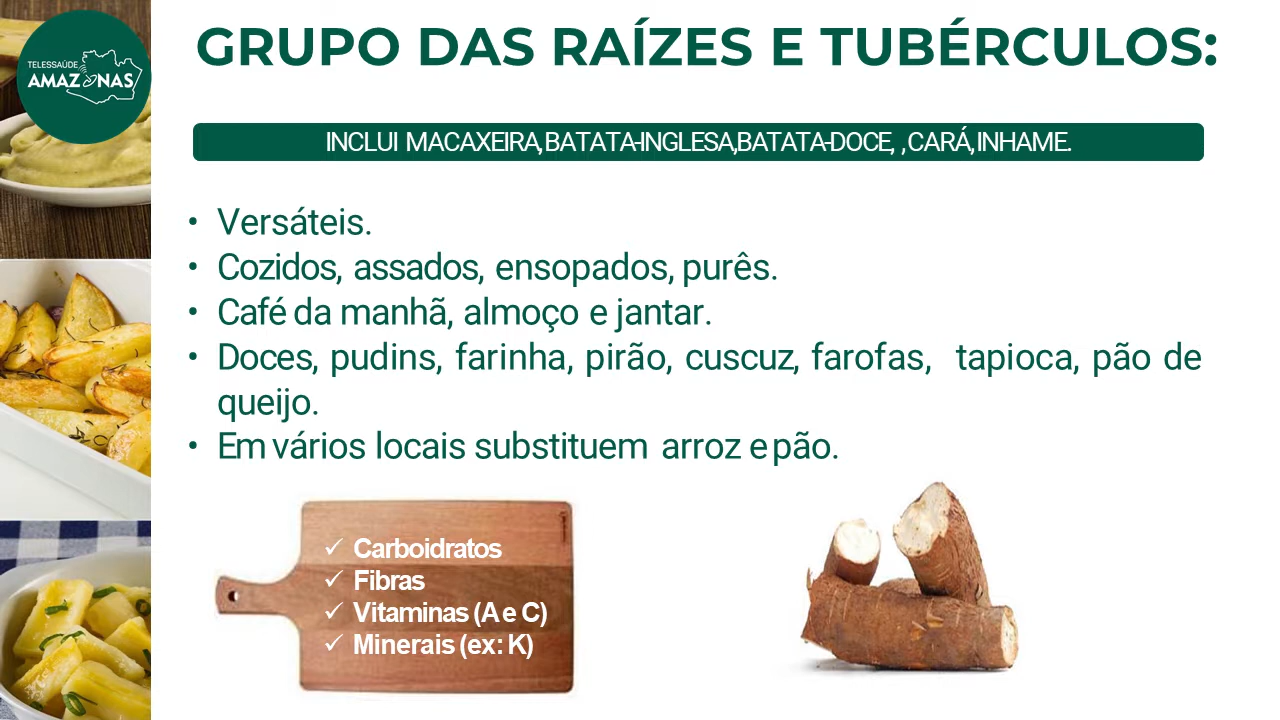 TELESSAÚDE
AMAZONAS
GRUPO DAS RAÍZES E TUBÉRCULOS:
INCLUI MACAXEIRA, BATATA-INGLESA, BATATA-DOCE, , CARÁ, INHAME.
• Versáteis.
• Cozidos, assados, ensopados, purês.
• Café da manhã, almoço e jantar.
• Doces, pudins, farinha, pirão, cuscuz, farofas, tapioca, pão de
queijo.
• Em vários locais substituem arroz e pão.
✓ Carboidratos
✓ Fibras
✓ Vitaminas (A e C)
✓ Minerais (ex: K)